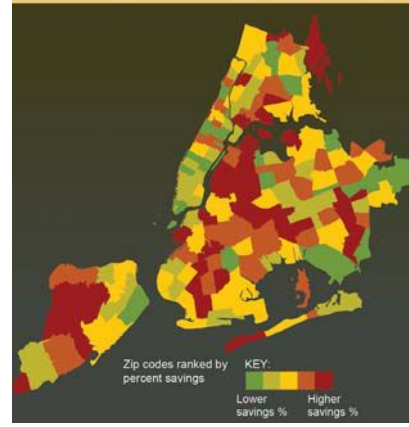 Zip codes ranked by
percent savings
KEY:
Lower
savings %
Higher
savings %